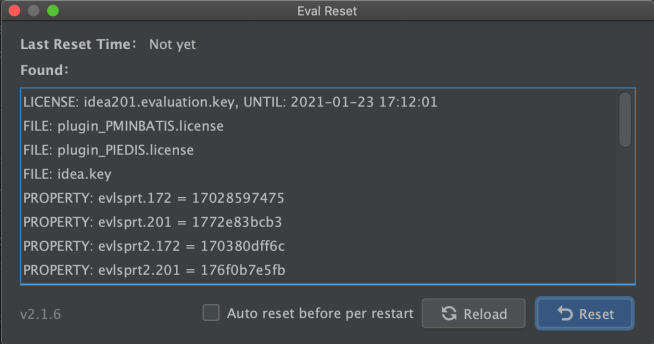 Eval Reset
Last Reset Time: Not yet
Found:
LICENSE: idea201.evaluation.key, UNTIL: 2021-01-23 17:12:01
FILE: plugin_PMINBATIS.license
FILE: plugin_PIEDIS.license
FILE: idea.key
PROPERTY: evlsprt.172 = 17028597475
PROPERTY: evlsprt.201 = 1772e83bcb3
PROPERTY: evlsprt2.172 = 170380dff6c
PROPERTY: evlsprt2.201 = 176f0b7e5fb
v2.1.6
Auto reset before per restart
Reload
Reset